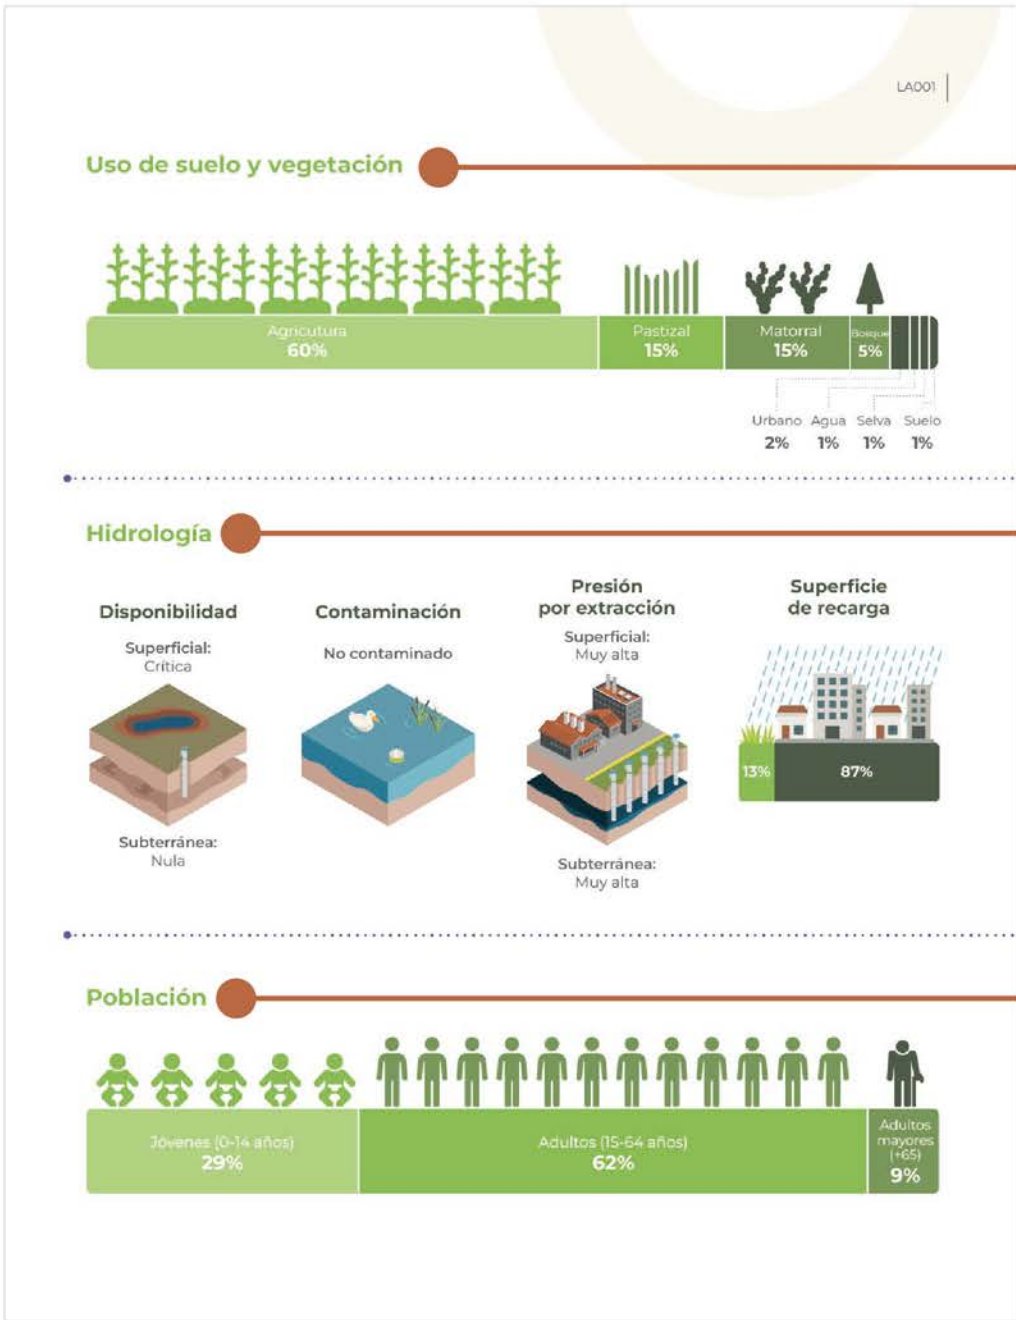 LA001
Uso de suelo y vegetación
Agricutura
60%
Pastizal
15%
Matorral
15%
Bosque
5%
Urbano
2%
Agua
1%
Selva
1%
Suelo
1%
Hidrología
Disponibilidad
Superficial:
Crítica
Subterránea:
Nula
Contaminación
No contaminado
Presión
por extracción
Superficial:
Muy alta
Subterránea:
Muy alta
Superficie
de recarga
13%
87%
Población
Jóvenes (0-14 años)
29%
Adultos (15-64 años)
62%
Adultos
mayores
(+65)
9%